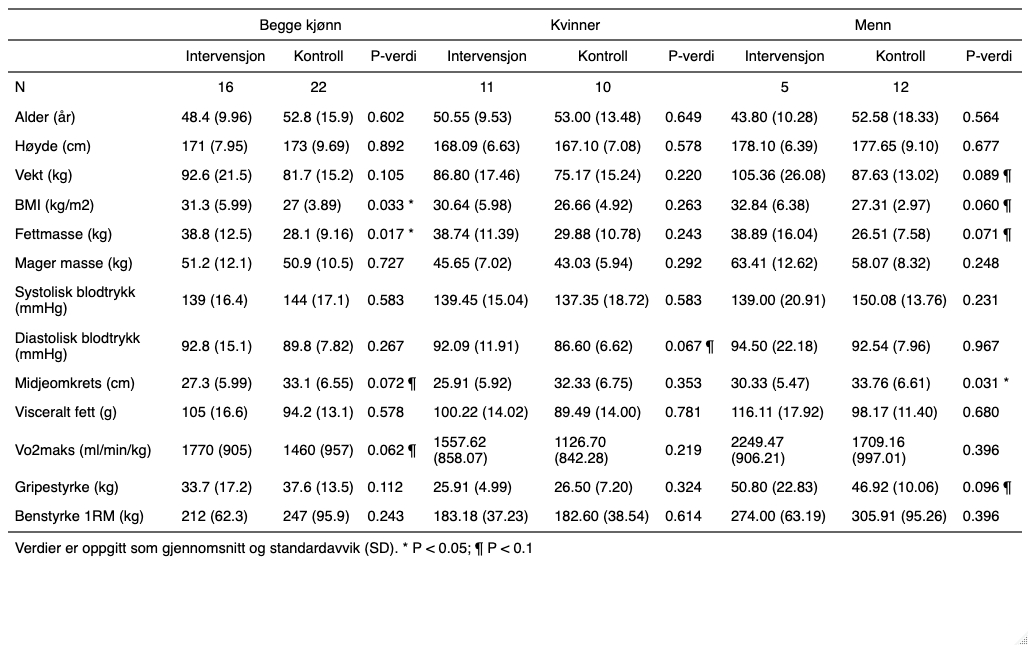 Begge kjønn Kvinner Menn
Intervensjon Kontroll P-verdi Intervensjon Kontroll P-verdi Intervensjon Kontroll P-verdi
N 16 22 11 10 5 12
Alder (år) 48.4 (9.96) 52.8 (15.9) 0.602 50.55 (9.53) 53.00 (13.48) 0.649 43.80 (10.28) 52.58 (18.33) 0.564
Høyde (cm) 171 (7.95) 173 (9.69) 0.892 168.09 (6.63) 167.10 (7.08) 0.578 178.10 (6.39) 177.65 (9.10) 0.677
Vekt (kg) 92.6 (21.5) 81.7 (15.2) 0.105 86.80 (17.46) 75.17 (15.24) 0.220 105.36 (26.08) 87.63 (13.02) 0.089 ¶
BMI (kg/m2) 31.3 (5.99) 27 (3.89) 0.033 * 30.64 (5.98) 26.66 (4.92) 0.263 32.84 (6.38) 27.31 (2.97) 0.060 ¶
Fettmasse (kg) 38.8 (12.5) 28.1 (9.16) 0.017 * 38.74 (11.39) 29.88 (10.78) 0.243 38.89 (16.04) 26.51 (7.58) 0.071 ¶
Mager masse (kg) 51.2 (12.1) 50.9 (10.5) 0.727 45.65 (7.02) 43.03 (5.94) 0.292 63.41 (12.62) 58.07 (8.32) 0.248
Systolisk blodtrykk
(mmHg) 139 (16.4) 144 (17.1) 0.583 139.45 (15.04) 137.35 (18.72) 0.583 139.00 (20.91) 150.08 (13.76) 0.231
Diastolisk blodtrykk
(mmHg) 92.8 (15.1) 89.8 (7.82) 0.267 92.09 (11.91) 86.60 (6.62) 0.067 ¶ 94.50 (22.18) 92.54 (7.96) 0.967
Midjeomkrets (cm) 27.3 (5.99) 33.1 (6.55) 0.072 ¶ 25.91 (5.92) 32.33 (6.75) 0.353 30.33 (5.47) 33.76 (6.61) 0.031 *
Visceralt fett (g) 105 (16.6) 94.2 (13.1) 0.578 100.22 (14.02) 89.49 (14.00) 0.781 116.11 (17.92) 98.17 (11.40) 0.680
Vo2maks (ml/min/kg) 1770 (905) 1460 (957) 0.062 ¶ 1557.62 1126.70 0.219 2249.47 1709.16 0.396
(858.07) (842.28) (906.21) (997.01)
Gripestyrke (kg) 33.7 (17.2) 37.6 (13.5) 0.112 25.91 (4.99) 26.50 (7.20) 0.324 50.80 (22.83) 46.92 (10.06) 0.096 ¶
Benstyrke 1RM (kg) 212 (62.3) 247 (95.9) 0.243 183.18 (37.23) 182.60 (38.54) 0.614 274.00 (63.19) 305.91 (95.26) 0.396
Verdier er oppgitt som gjennomsnitt og standardavvik (SD). * P < 0.05; ¶ P < 0.1